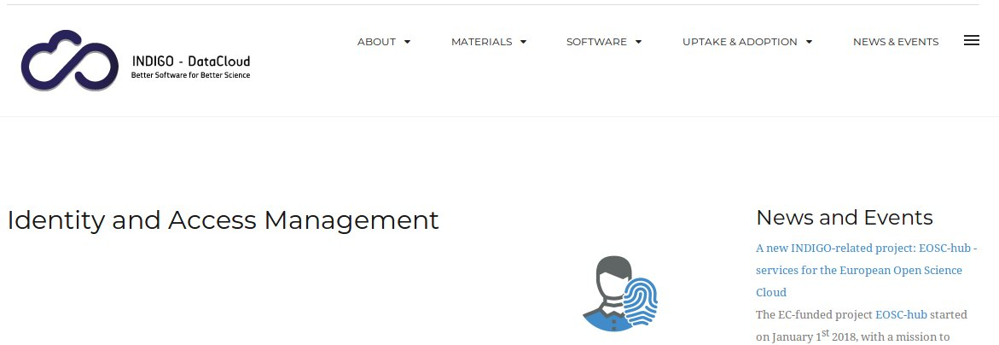 INDIGO - DataCloud
Better Software for Better Science
ABOUT
MATERIALS
SOFTWARE
UPTAKE & ADOPTION
NEWS & EVENTS
Identity and Access Management
News and Events
A new INDIGO-related project: EOSC-hub -
services for the European Open Science
Cloud
The EC-funded project EOSC-hub started
on January 1st 2018, with a mission to